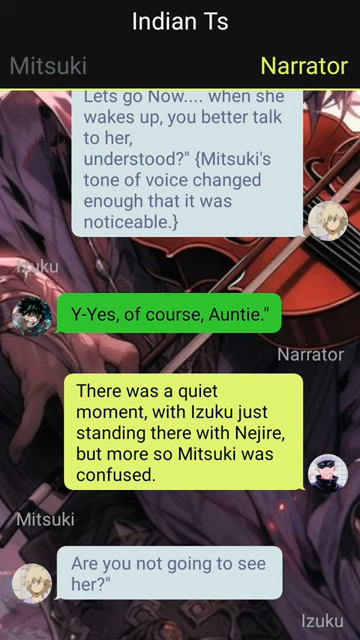 Indian Ts
Mitsuki
Narrator
Lets go Now.... when she
wakes up, you better talk
to her,
understood?" {Mitsuki's
tone of voice changed
enough that it was
noticeable.}
Izuku
Y-Yes, of course, Auntie."
Narrator
There was a quiet
moment, with Izuku just
standing there with Nejire,
but more so Mitsuki was
confused.
Mitsuki
Are you not going to see
her?"
Izuku